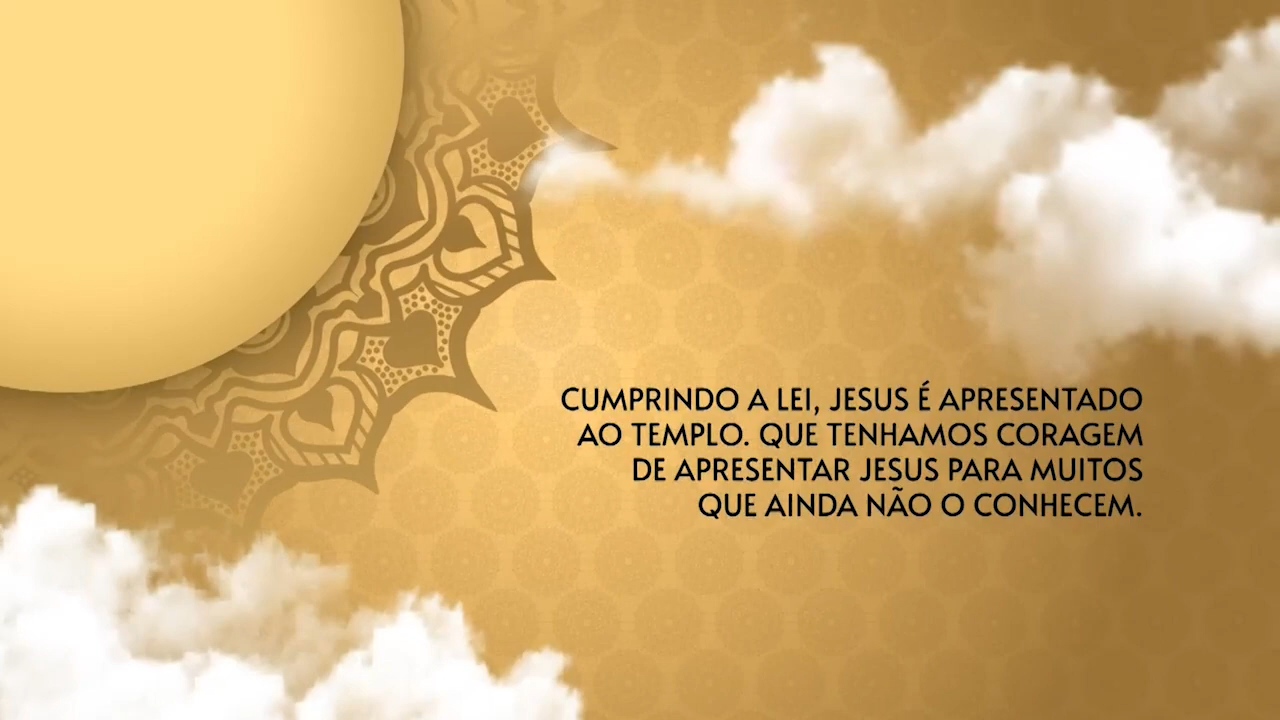 CUMPRINDO A LEI, JESUS É APRESENTADO
AO TEMPLO. QUE TENHAMOS CORAGEM
DE APRESENTAR JESUS PARA MUITOS
QUE AINDA NÃO O CONHECEM.